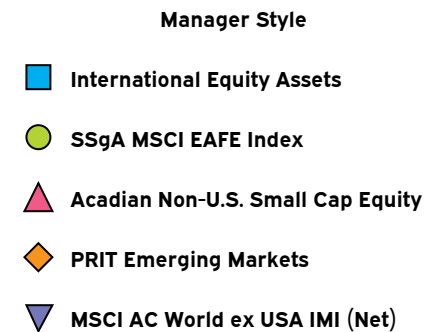 Manager Style
International Equity Assets
SSgA MSCI EAFE Index
Acadian Non-U.S. Small Cap Equity
PRIT Emerging Markets
MSCI AC World ex USA IMI (Net)